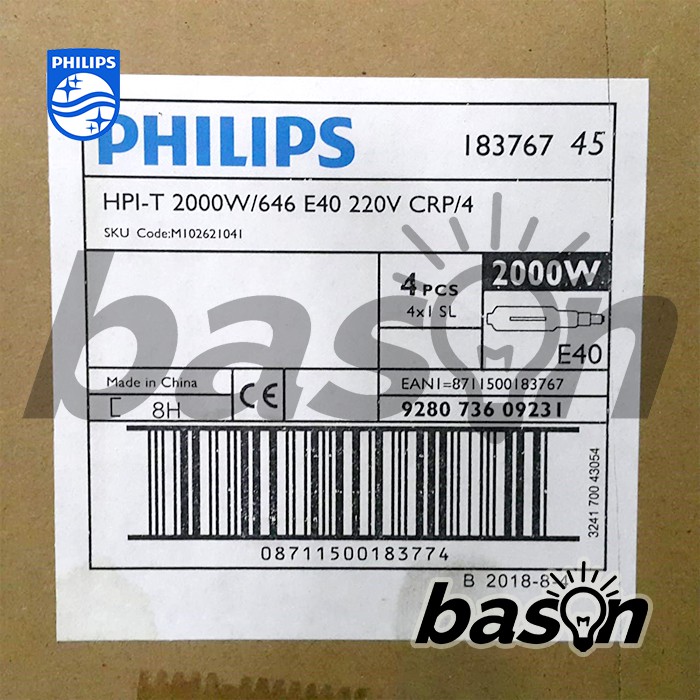 PHILIPS
PHILIPS
183767 45
HPI-T 2000W/646 E40 220V CRP/4
SKU Code:M102621041
4 PCS
4x1 SL
2000W
E40
bason
Made in China
CE
EAN1=8711500183767
8H
9280 736 09231
08711500183774
3241 700 43054
B 2018-8-
bason